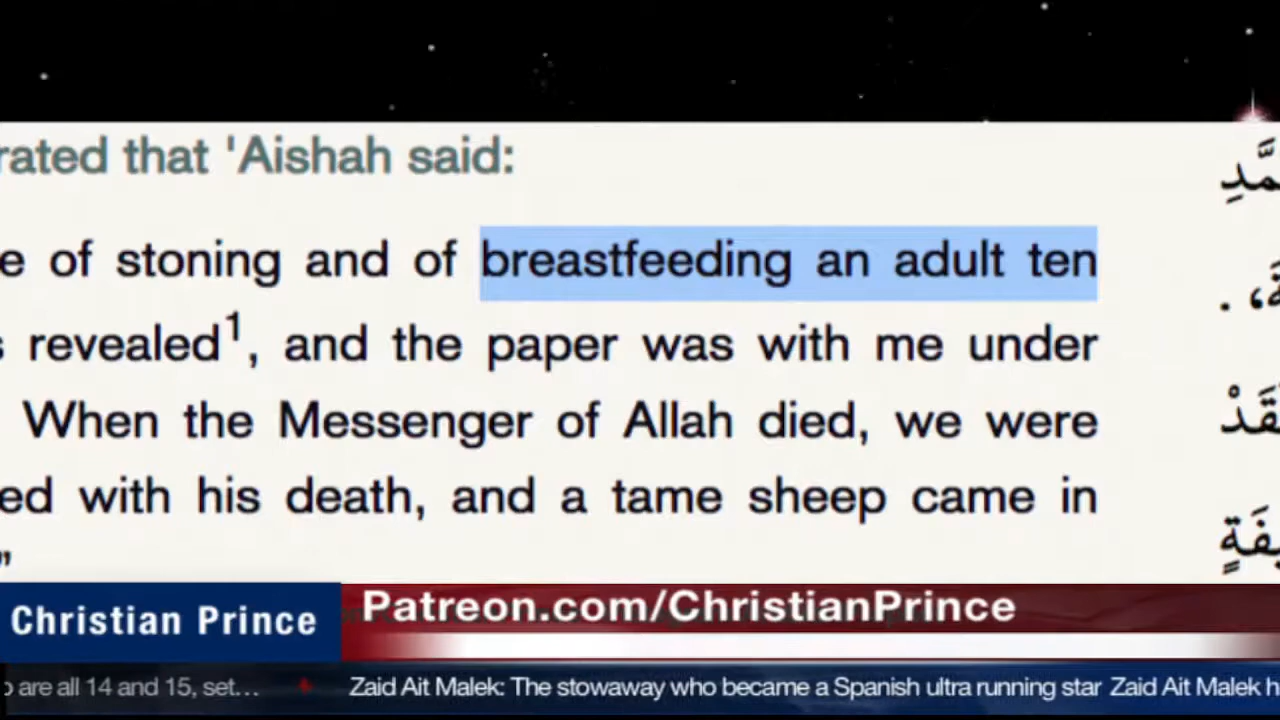 rated that 'Aishah said:
e of stoning and of breastfeeding an adult ten
s revealed1, and the paper was with me under
When the Messenger of Allah died, we were
ed with his death, and a tame sheep came in
”
Christian Prince
Patreon.com/ChristianPrince
are all 14 and 15, set... Zaid Ait Malek: The stowaway who became a Spanish ultra running star Zaid Ait Malek h